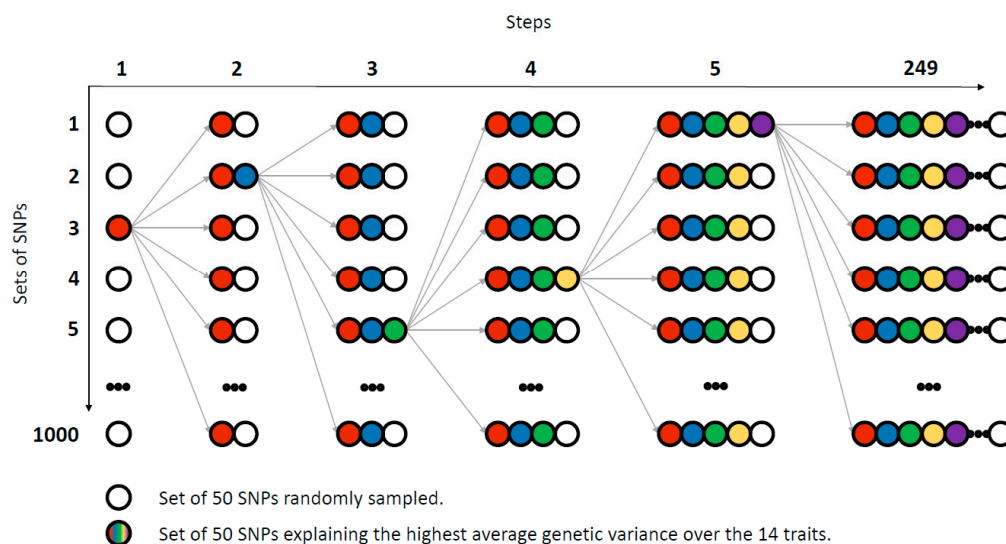 Steps
1 2 3 4 5 249
Sets of SNPs
1
2
3
4
5
1000
Set of 50 SNPs randomly sampled.
Set of 50 SNPs explaining the highest average genetic variance over the 14 traits.